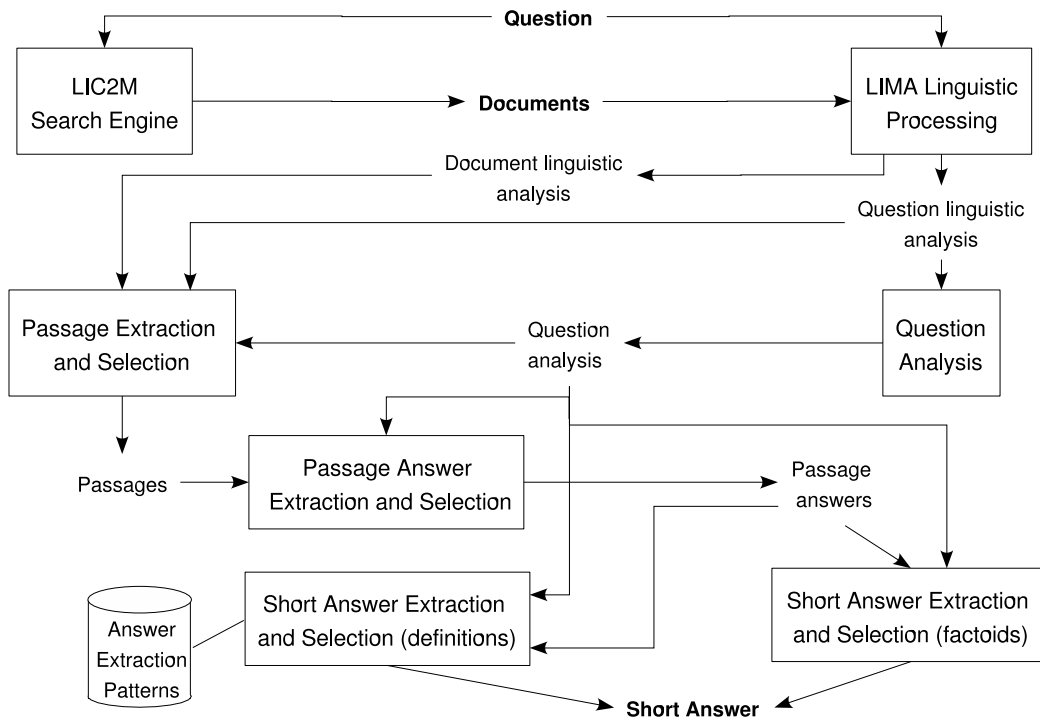 Question
LIC2M
Search Engine
Documents
LIMA Linguistic
Processing
Document linguistic
analysis
Question linguistic
analysis
Passage Extraction
and Selection
Question
analysis
Question
Analysis
Passages
Passage Answer
Extraction and Selection
Passage
answers
Answer
Extraction
Patterns
Short Answer Extraction
and Selection (definitions)
Short Answer Extraction
and Selection (factoids)
Short Answer